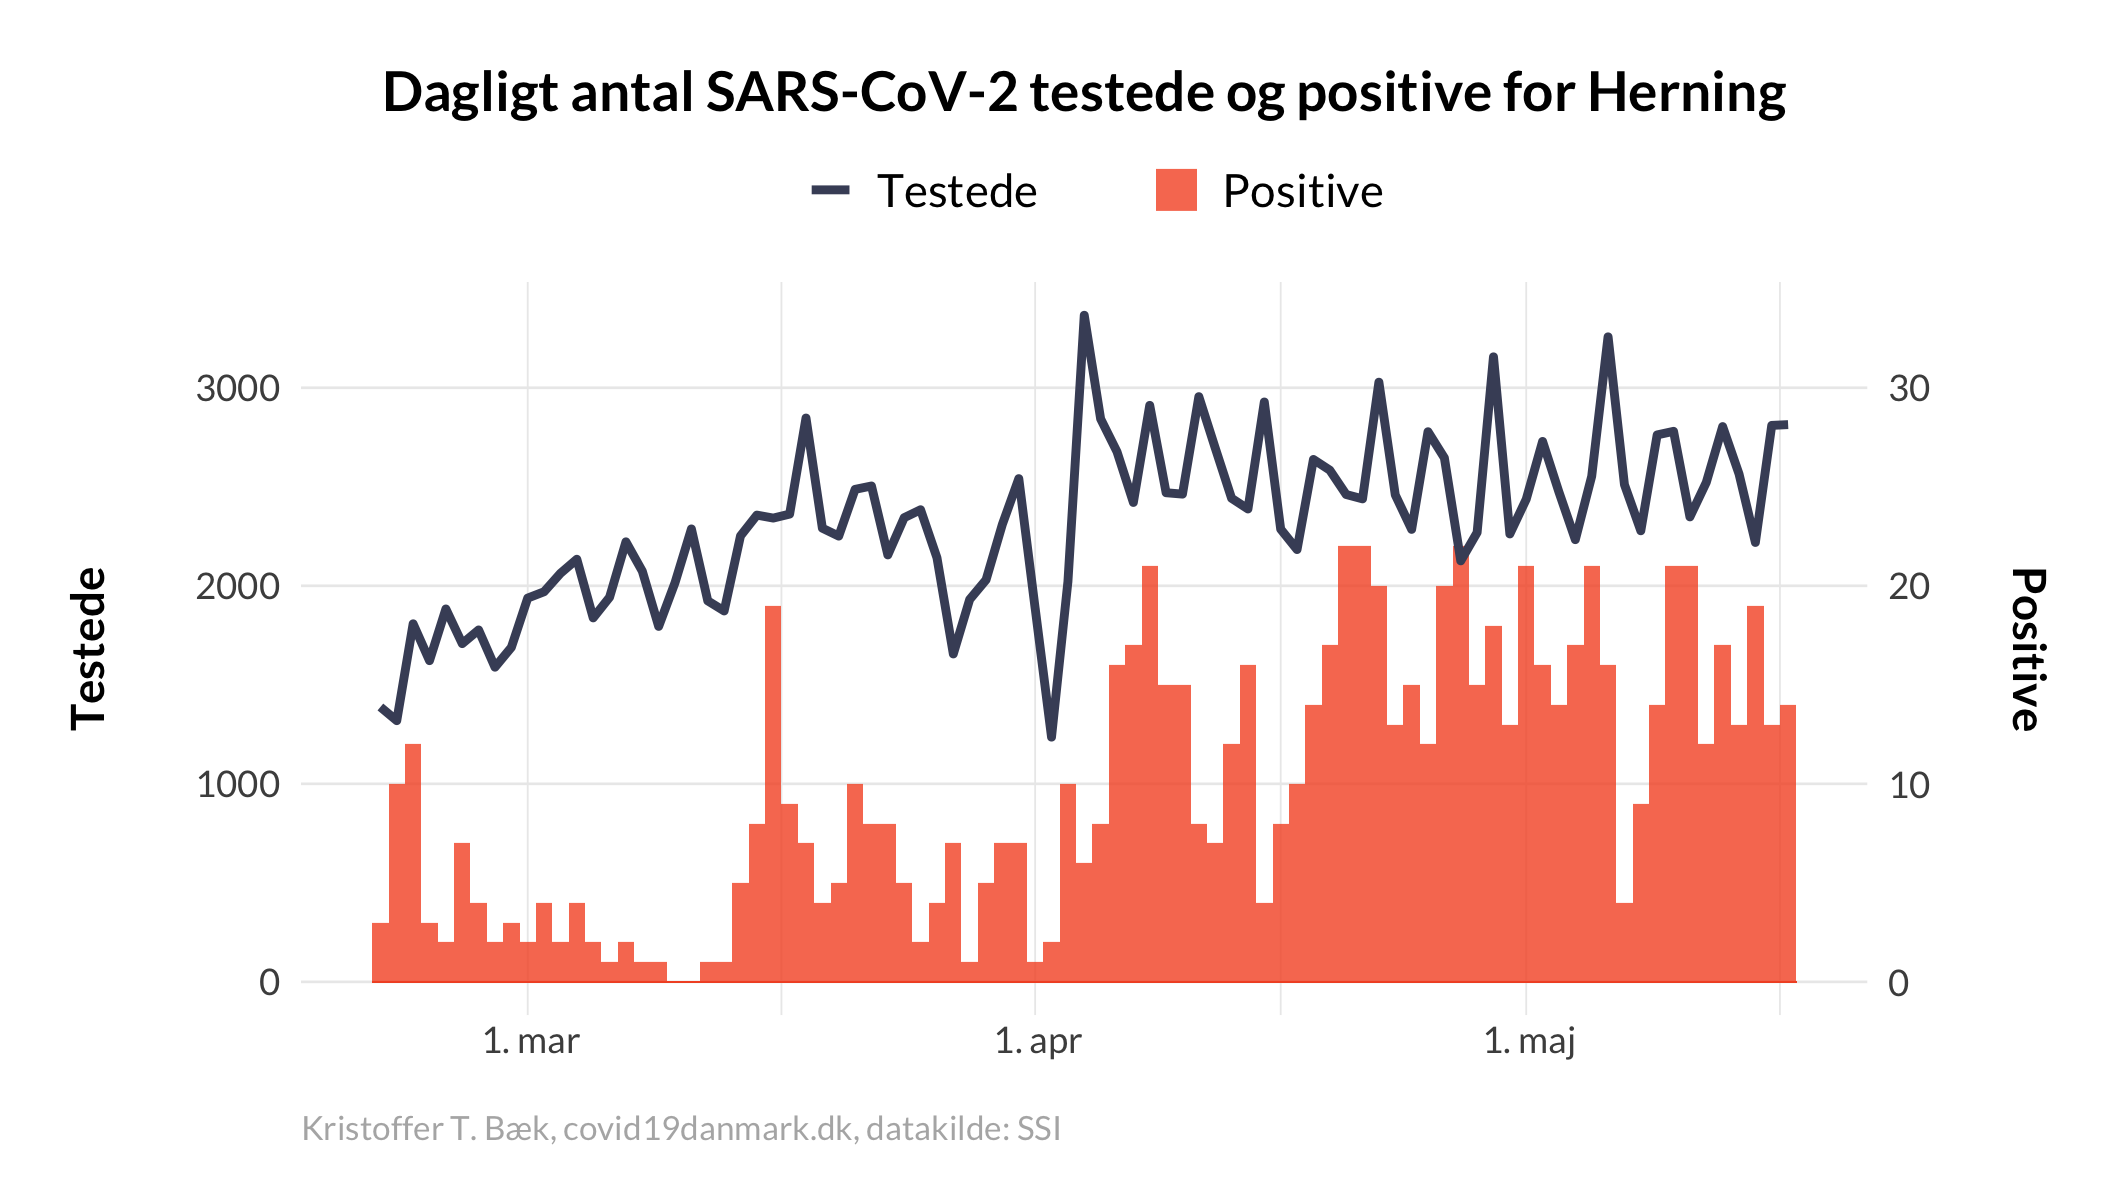 Dagligt antal SARS-CoV-2 testede og positive for Herning
Testede
Positive
3000
2000
1000
0
30
20
10
0
Testede
Positive
1. mar
1. apr
1. maj
Kristoffer T. Bæk, covid19danmark.dk, datakilde: SSI